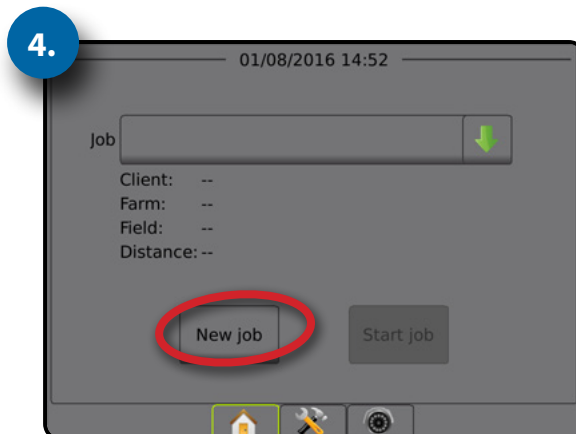 4.
01/08/2016 14:52
Job
Client: --
Farm: --
Field: --
Distance: --
New job
Start job